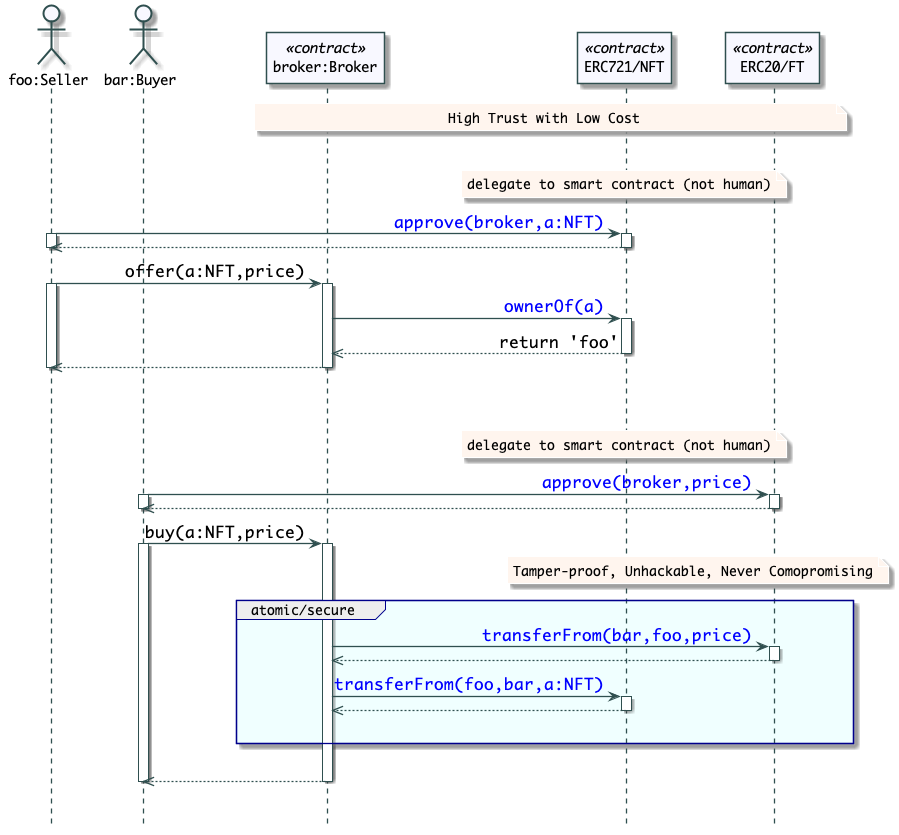 «contract» «contract» «contract»
foo:Seller bar:Buyer broker:Broker ERC721/NFT ERC20/FT
High Trust with Low Cost
delegate to smart contract (not human)
approve(broker,a:NFT)
offer(a:NFT,price)
ownerOf(a)
return 'foo'
delegate to smart contract (not human)
approve(broker,price)
buy(a:NFT,price)
Tamper-proof, Unhackable, Never Comopromising
atomic/secure
transferFrom(bar,foo,price)
transferFrom(foo,bar,a:NFT)